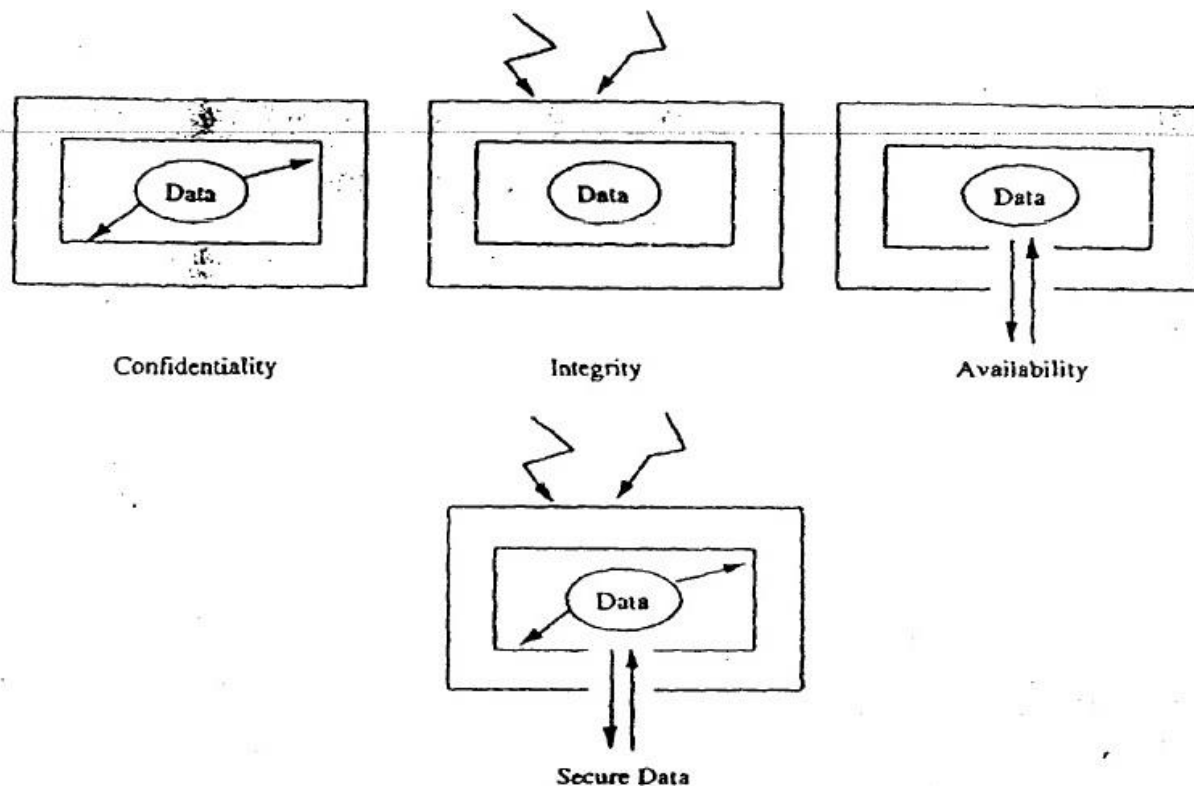 Data
Data
Data
Confidentiality
Integrity
Availability
Data
Secure Data